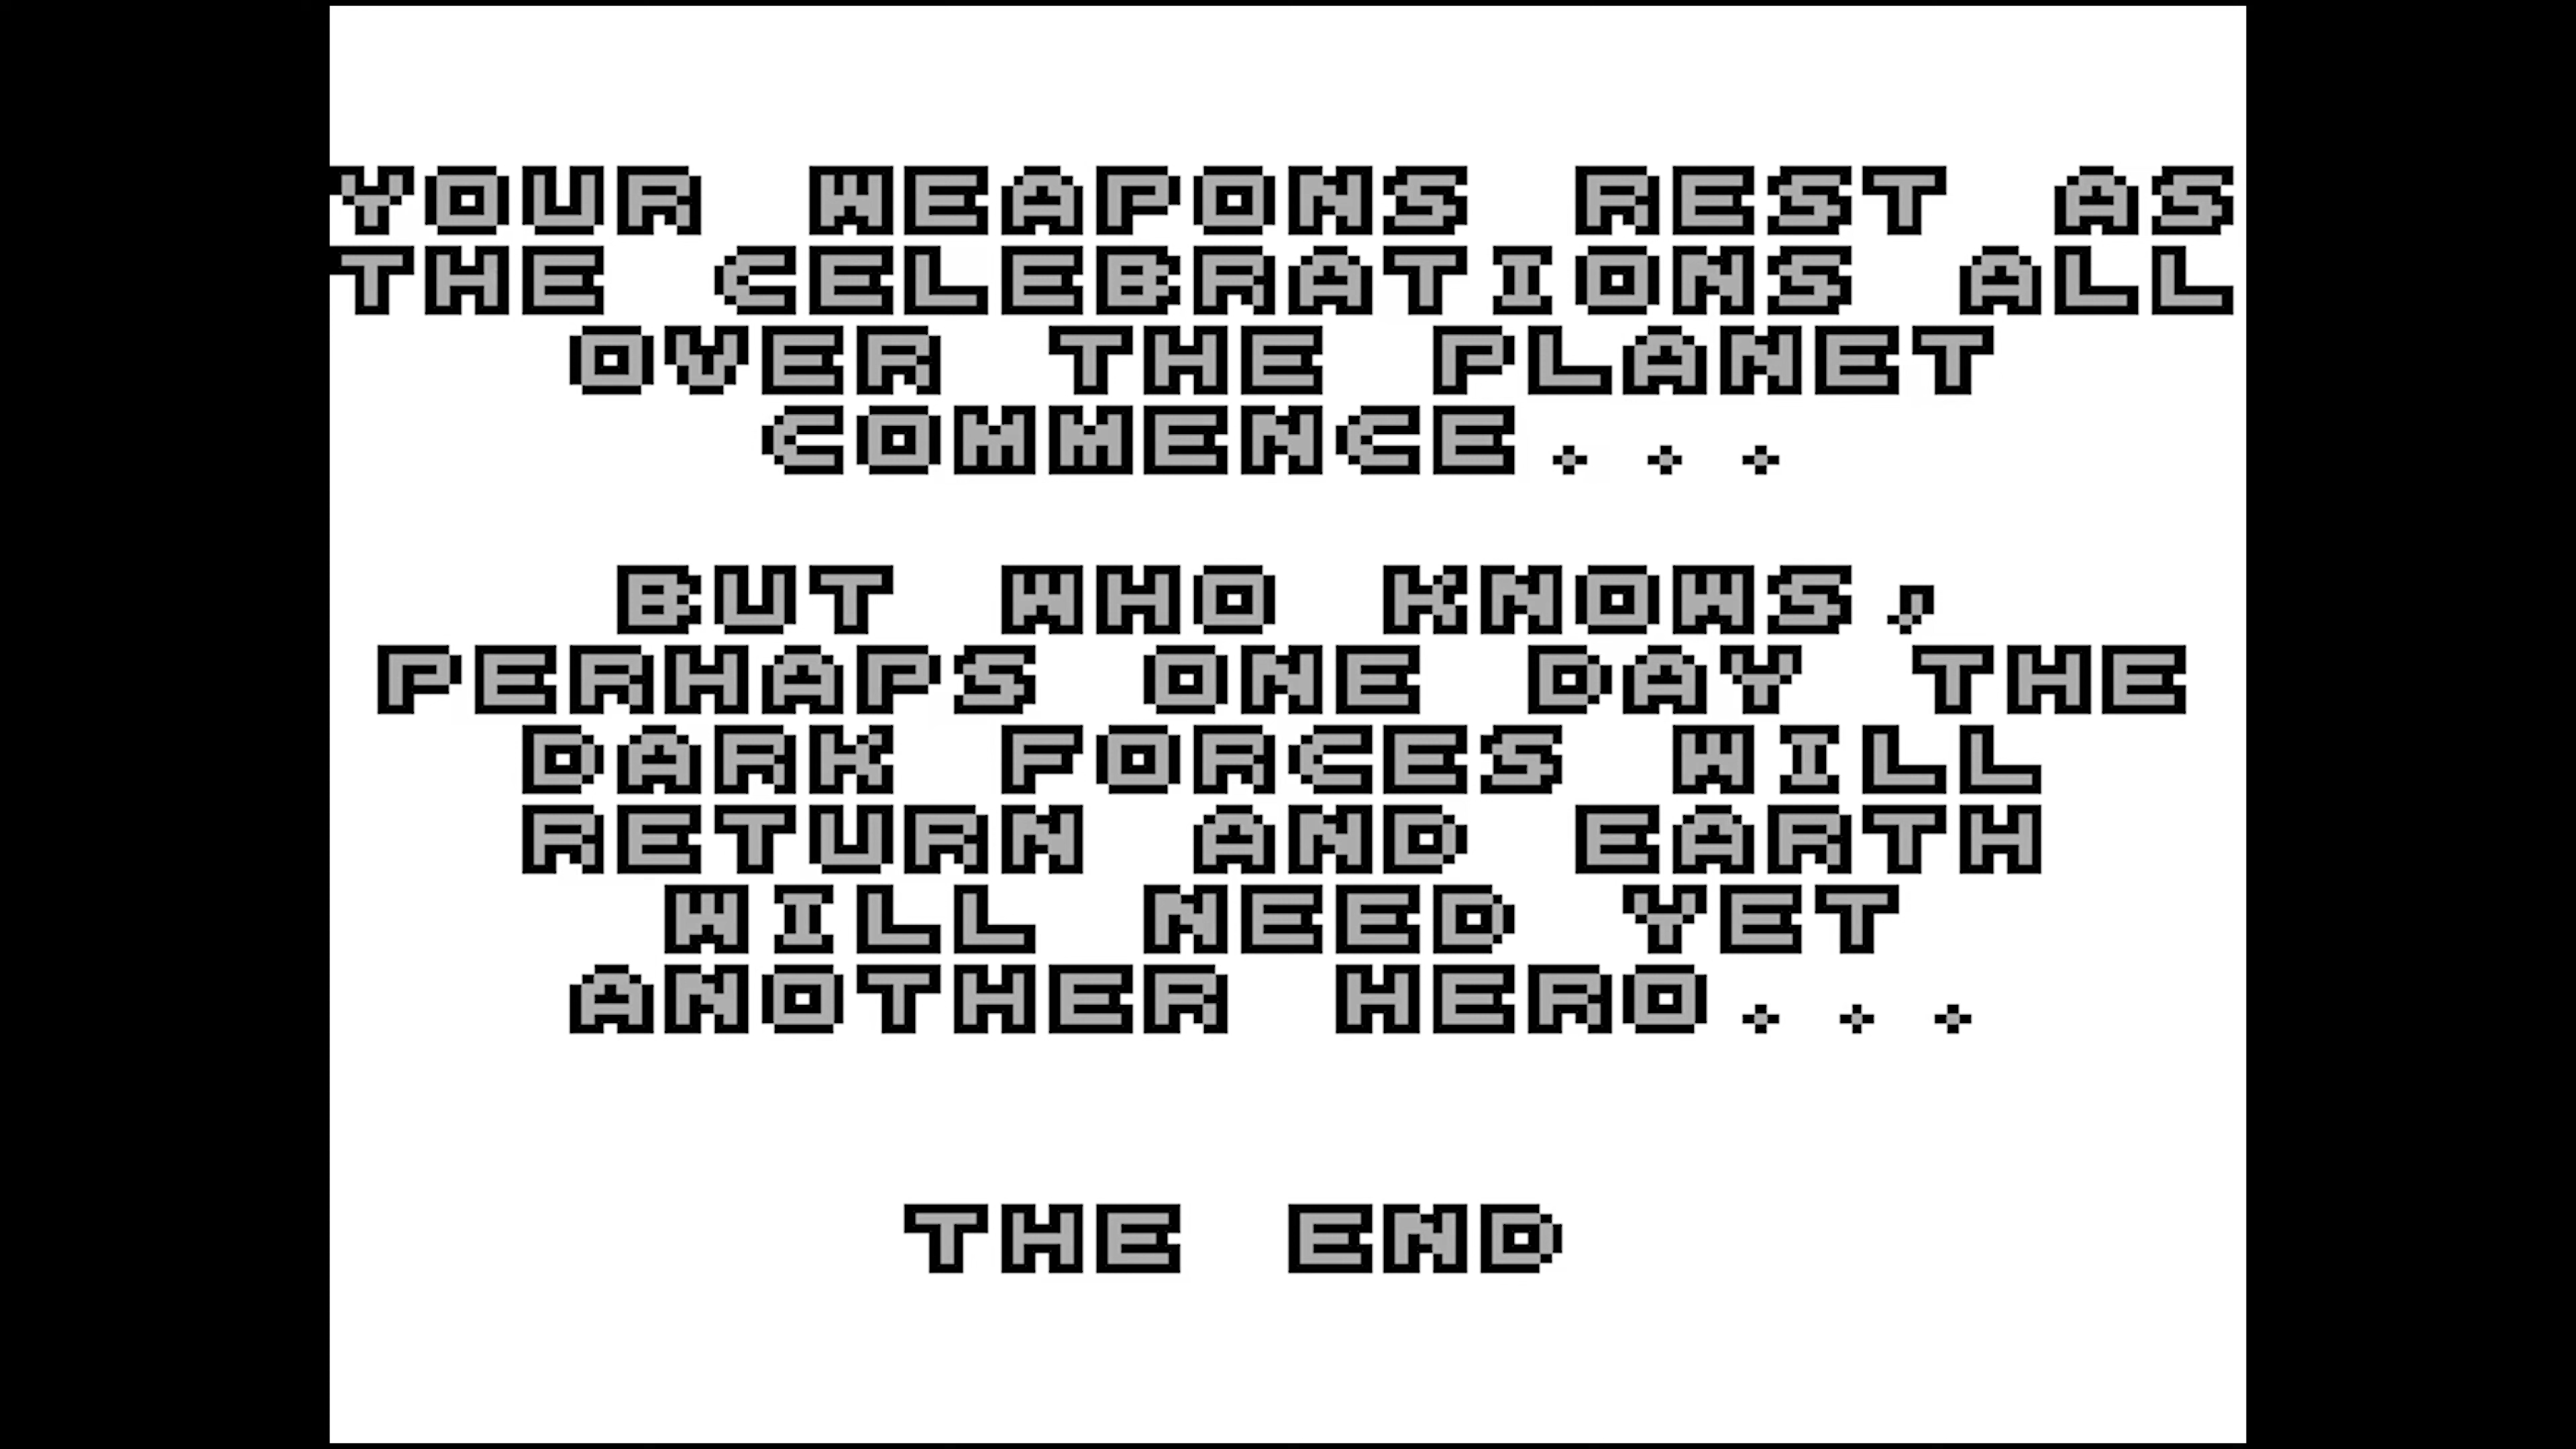 YOUR WEAPONS REST AS
THE CELEBRATIONS ALL
OVER THE PLANET
COMMENCE...
BUT WHO KNOWS,
PERHAPS ONE DAY THE
DARK FORCES WILL
RETURN AND EARTH
WILL NEED YET
ANOTHER HERO...
THE END